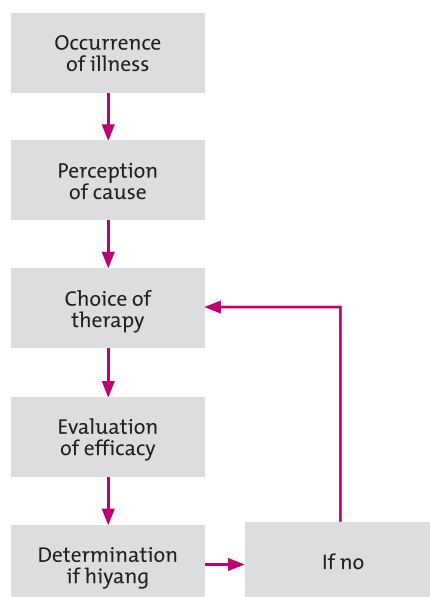 Occurrence
of illness
Perception
of cause
Choice of
therapy
Evaluation
of efficacy
Determination
if hiyang
If no